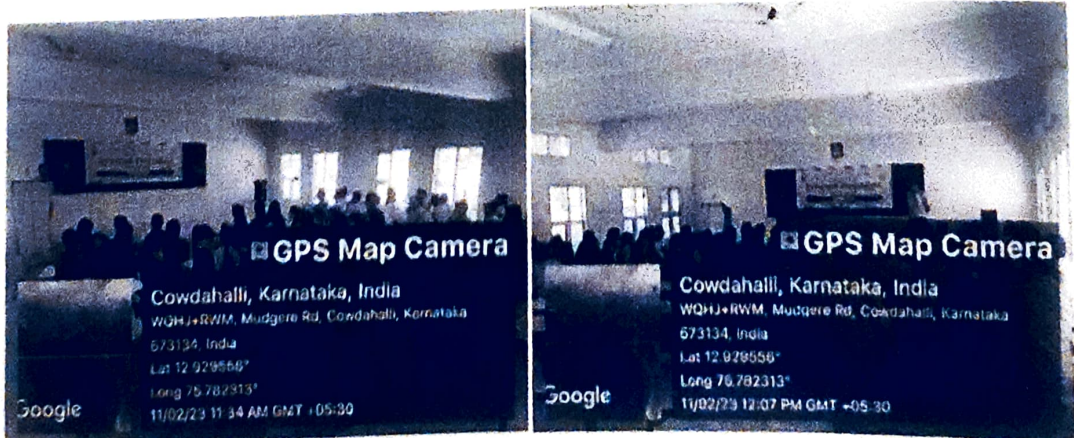 GPS Map Camera
Cowdahalli, Karnataka, India
WQHJ+RWM, Mudgere Rd, Cowdahalli, Karnataka
573134, India
Lat 12.929556°
Long 75.782313°
11/02/23 11:34 AM GMT +05:30
Google
GPS Map Camera
Cowdahalli, Karnataka, India
WQHJ+RWM, Mudgere Rd, Cowdahalli, Karnataka
573134, India
Lat 12.929556°
Long 75.782313°
11/02/23 12:07 PM GMT +05:30
Google